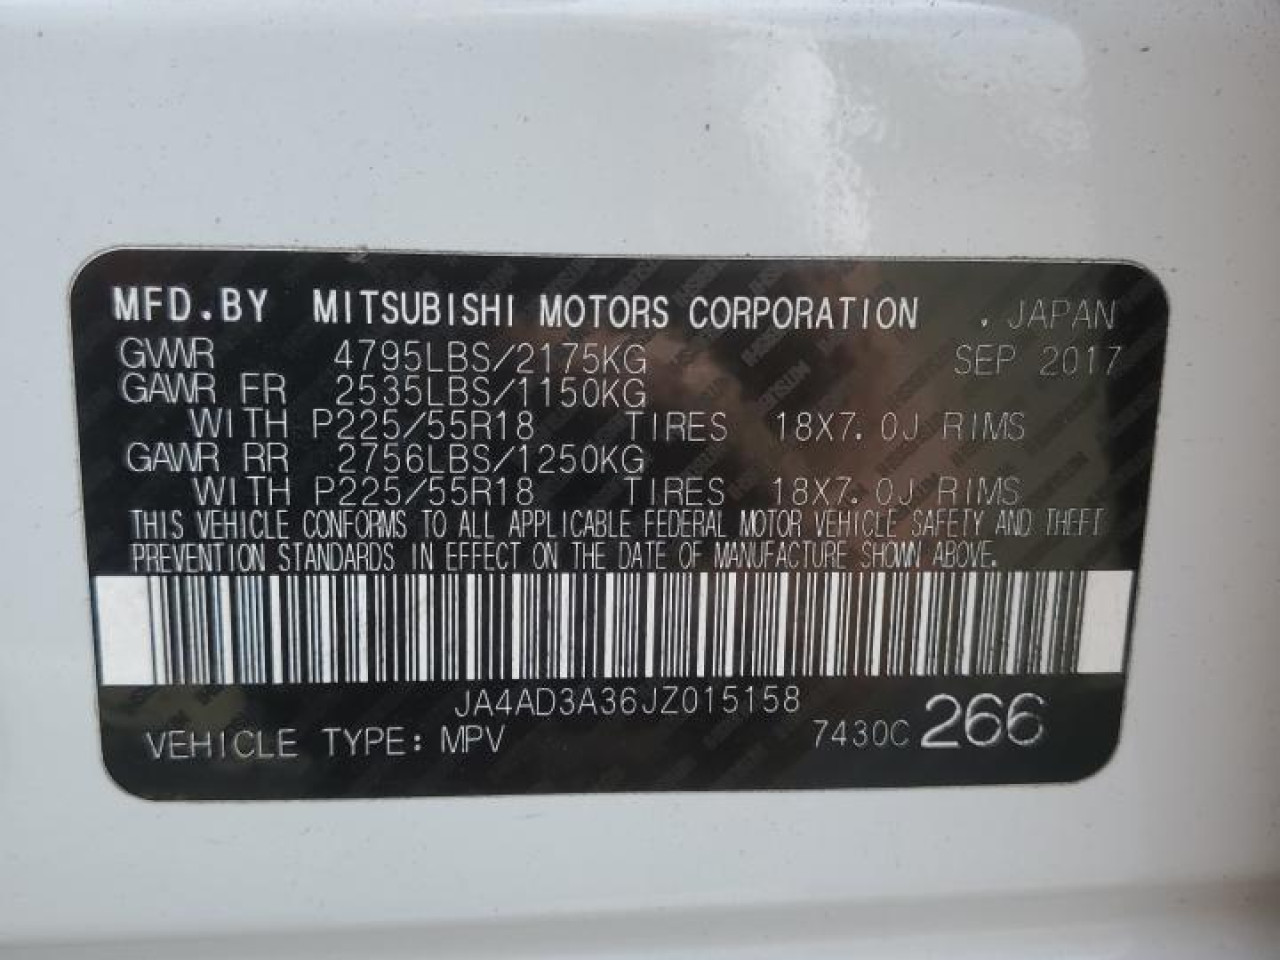 MFD.BY MITSUBISHI MOTORS CORPORATION . JAPAN
GVWR 4795LBS/2175KG SEP 2017
GAWR FR 2535LBS/1150KG
WITH P225/55R18 TIRES 18X7.0J RIMS
GAWR RR 2756LBS/1250KG
WITH P225/55R18 TIRES 18X7.0J RIMS
THIS VEHICLE CONFORMS TO ALL APPLICABLE FEDERAL MOTOR VEHICLE SAFETY AND THEFT
PREVENTION STANDARDS IN EFFECT ON THE DATE OF MANUFACTURE SHOWN ABOVE.
JA4AD3A36JZ015158
VEHICLE TYPE: MPV 7430C 266